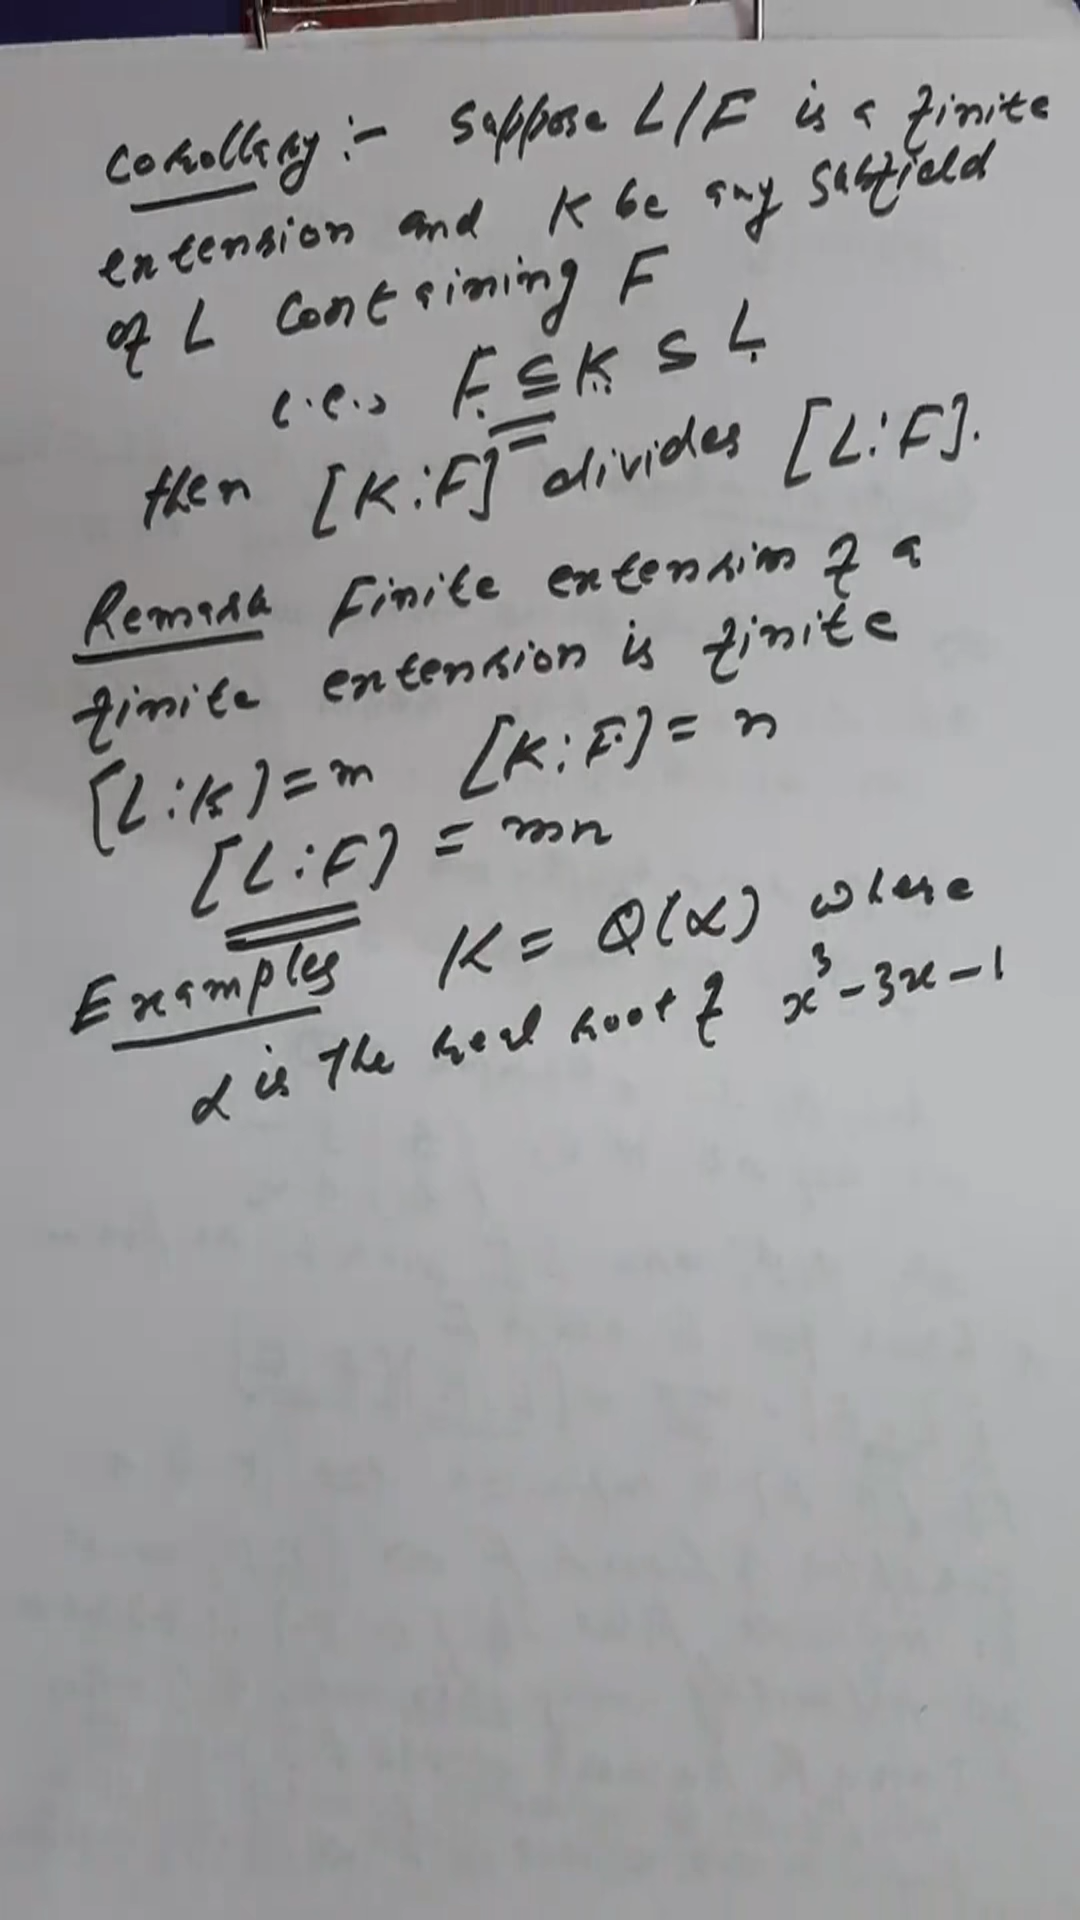 Corollary :- Suppose L/F is a finite
extension and K be any subfield
of L containing F
i.e., F ⊆ K ⊆ L
then [K:F] divides [L:F].
Remark Finite extension of a
finite extension is finite
[L:K] = m [K:F] = n
[L:F] = mn
Examples K = Q(α) where
α is the real root of x³-3x-1